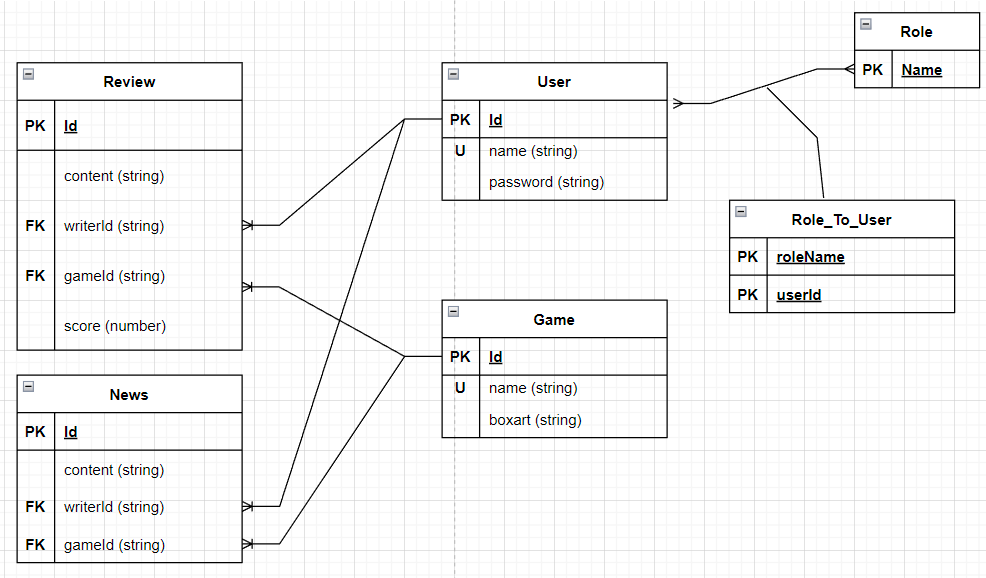 Review
PK Id
content (string)
FK writerId (string)
FK gameId (string)
score (number)
News
PK Id
content (string)
FK writerId (string)
FK gameId (string)
User
PK Id
U name (string)
password (string)
Game
PK Id
U name (string)
boxart (string)
Role
PK Name
Role_To_User
PK roleName
PK userId